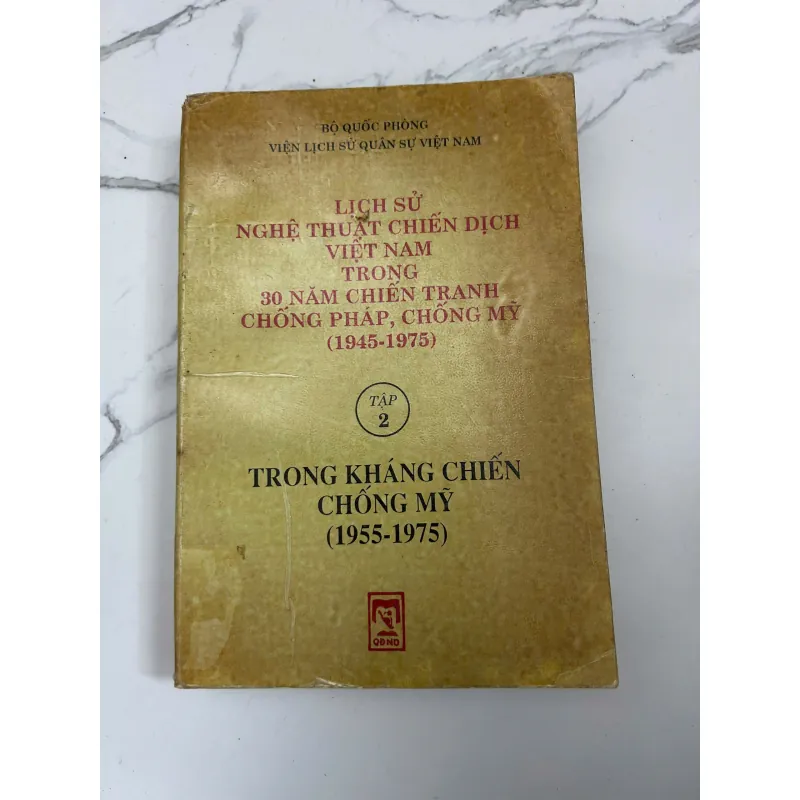 BỘ QUỐC PHÒNG
VIỆN LỊCH SỬ QUÂN SỰ VIỆT NAM
LỊCH SỬ
NGHỆ THUẬT CHIẾN DỊCH
VIỆT NAM
TRONG
30 NĂM CHIẾN TRANH
CHỐNG PHÁP, CHỐNG MỸ
(1945-1975)
TẬP
2
TRONG KHÁNG CHIẾN
CHỐNG MỸ
(1955-1975)
QĐND